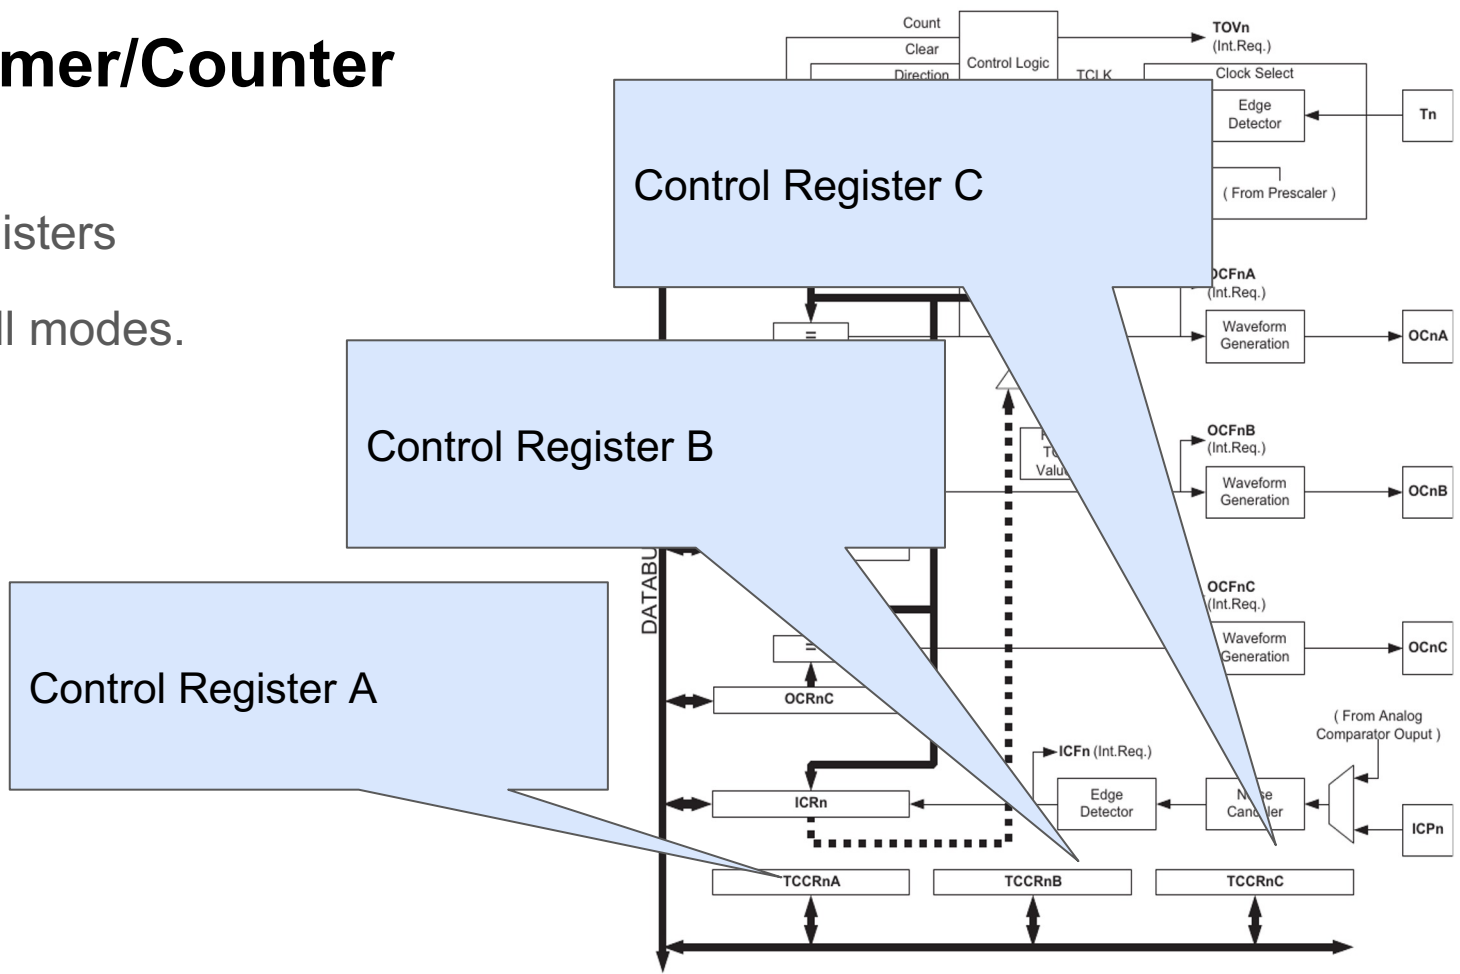 mer/Counter
isters
ll modes.
Count
Clear
Direction
Control Logic
TCLK
TOVn
(Int.Req.)
Clock Select
Edge
Detector
Tn
( From Prescaler )
Control Register C
OCFnA
(Int.Req.)
=
Waveform
Generation
OCnA
Control Register B
OCFnB
(Int.Req.)
Waveform
Generation
OCnB
DATABU
OCFnC
(Int.Req.)
=
Waveform
Generation
OCnC
Control Register A
OCRnC
( From Analog
Comparator Ouput )
ICFn (Int.Req.)
ICRn
Edge
Detector
ICPn
TCCRnA
TCCRnB
TCCRnC